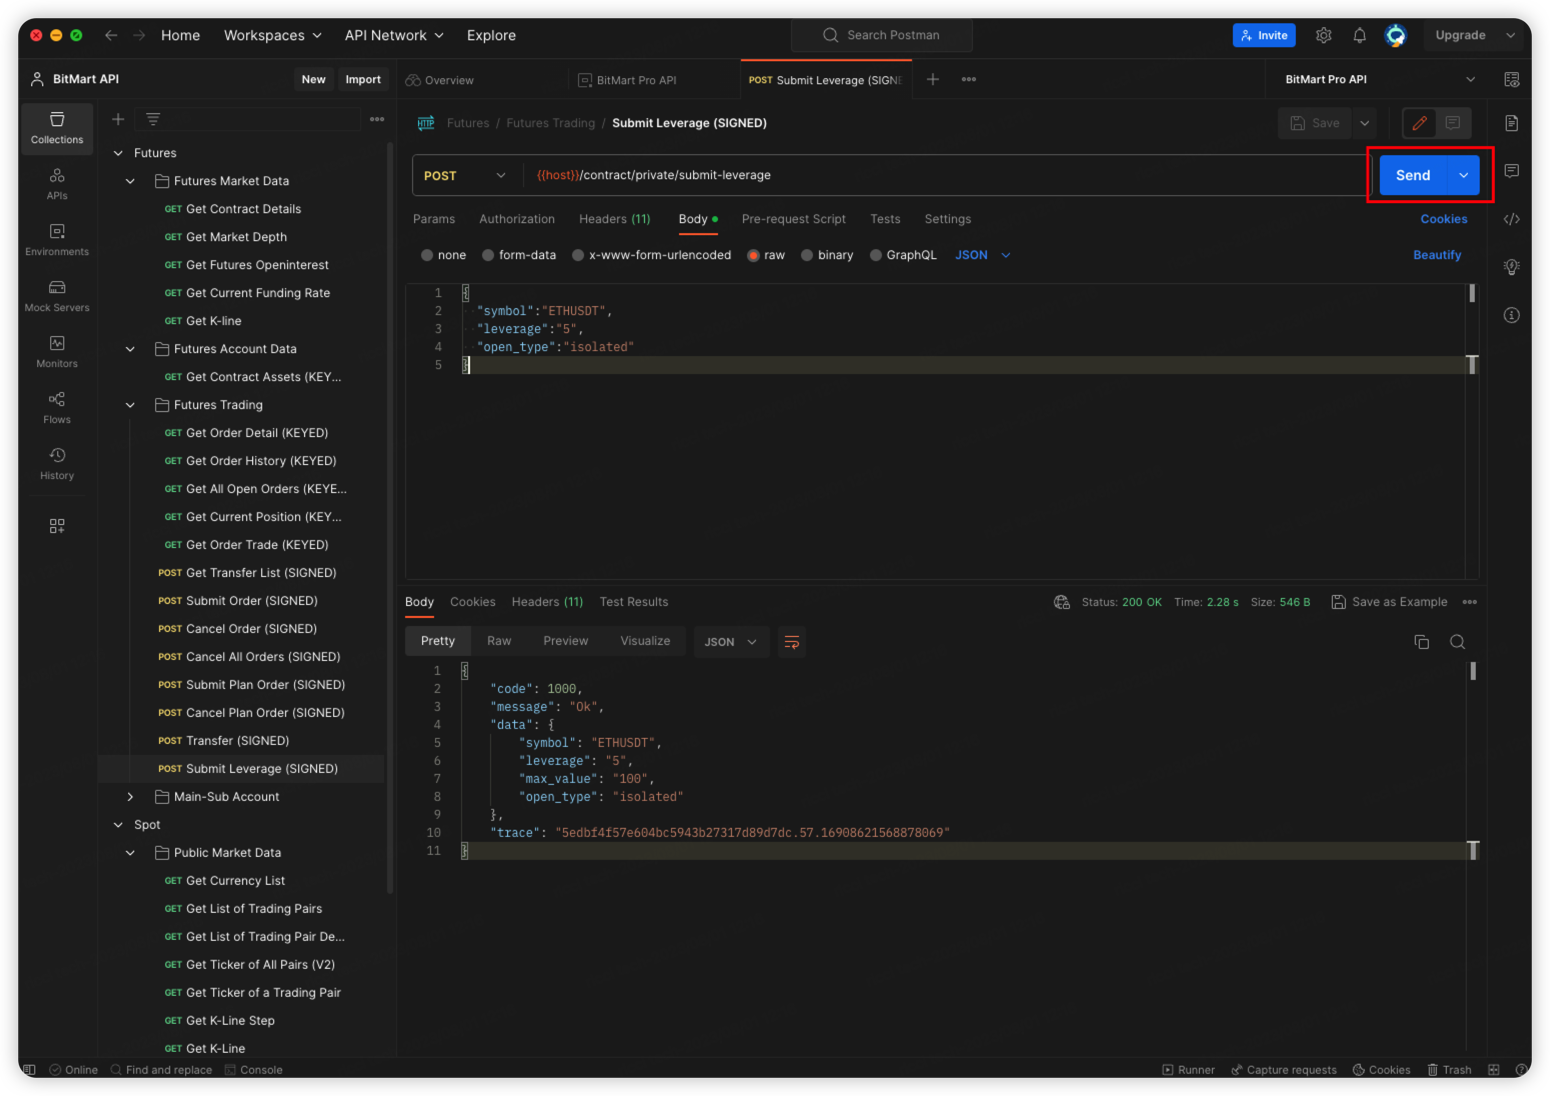 Home Workspaces API Network Explore
Search Postman
Invite
Upgrade
BitMart API
New Import
Overview
BitMart Pro API
POST Submit Leverage (SIGNE
BitMart Pro API
Collections
APIs
Environments
Mock Servers
Monitors
Flows
History
Futures
Futures Market Data
GET Get Contract Details
GET Get Market Depth
GET Get Futures Openinterest
GET Get Current Funding Rate
GET Get K-line
Futures Account Data
GET Get Contract Assets (KEY...
Futures Trading
GET Get Order Detail (KEYED)
GET Get Order History (KEYED)
GET Get All Open Orders (KEYE...
GET Get Current Position (KEY...
GET Get Order Trade (KEYED)
POST Get Transfer List (SIGNED)
POST Submit Order (SIGNED)
POST Cancel Order (SIGNED)
POST Cancel All Orders (SIGNED)
POST Submit Plan Order (SIGNED)
POST Cancel Plan Order (SIGNED)
POST Transfer (SIGNED)
POST Submit Leverage (SIGNED)
Main-Sub Account
Spot
Public Market Data
GET Get Currency List
GET Get List of Trading Pairs
GET Get List of Trading Pair De...
GET Get Ticker of All Pairs (V2)
GET Get Ticker of a Trading Pair
GET Get K-Line Step
GET Get K-Line
HTTP Futures / Futures Trading / Submit Leverage (SIGNED)
Save
POST {{host}}/contract/private/submit-leverage
Send
Params Authorization Headers (11) Body Pre-request Script Tests Settings
Cookies
none form-data x-www-form-urlencoded raw binary GraphQL JSON
Beautify
1 {
2 "symbol":"ETHUSDT",
3 "leverage":"5",
4 "open_type":"isolated"
5 }
Body Cookies Headers (11) Test Results
Status: 200 OK Time: 2.28 s Size: 546 B
Save as Example
Pretty Raw Preview Visualize JSON
1 {
2 "code": 1000,
3 "message": "Ok",
4 "data": {
5 "symbol": "ETHUSDT",
6 "leverage": "5",
7 "max_value": "100",
8 "open_type": "isolated"
9 },
10 "trace": "5edbf4f57e604bc5943b27317d89d7dc.57.16908621568878069"
11 }
Online Find and replace Console
Runner Capture requests Cookies Trash